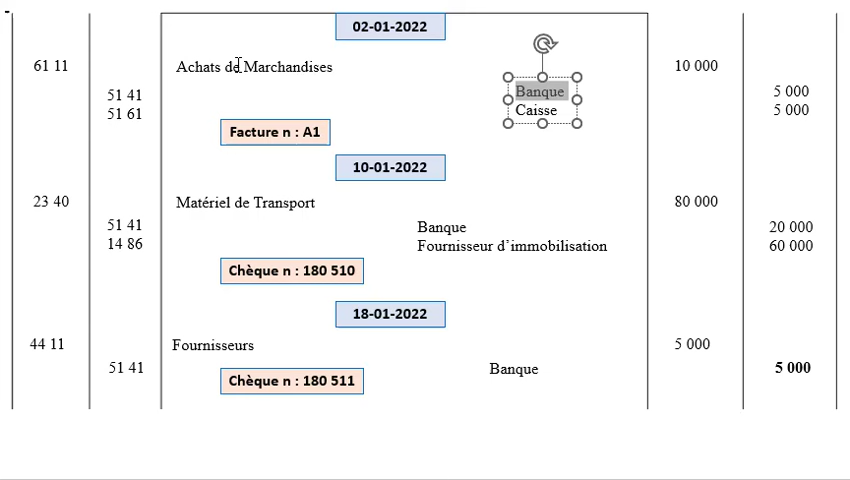 02-01-2022
61 11 Achats de Marchandises 10 000
51 41 Banque 5 000
51 61 Caisse 5 000
Facture n : A1
10-01-2022
23 40 Matériel de Transport 80 000
51 41 Banque 20 000
14 86 Fournisseur d’immobilisation 60 000
Chèque n : 180 510
18-01-2022
44 11 Fournisseurs 5 000
51 41 Banque 5 000
Chèque n : 180 511